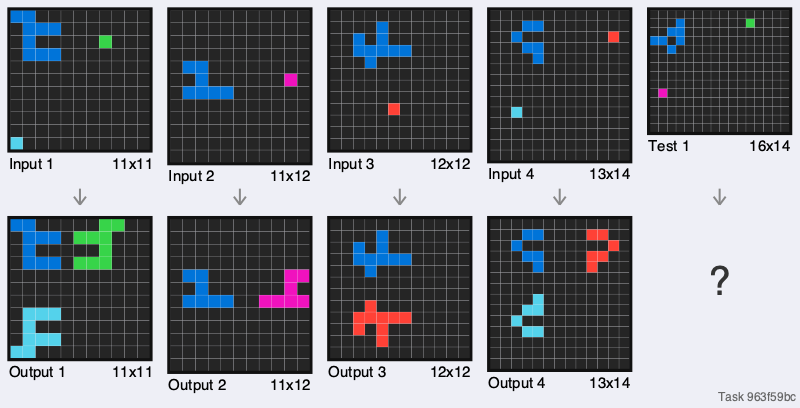 Input 1 11x11
Input 2 11x12
Input 3 12x12
Input 4 13x14
Test 1 16x14
Output 1 11x11
Output 2 11x12
Output 3 12x12
Output 4 13x14
?
Task 963f59bc